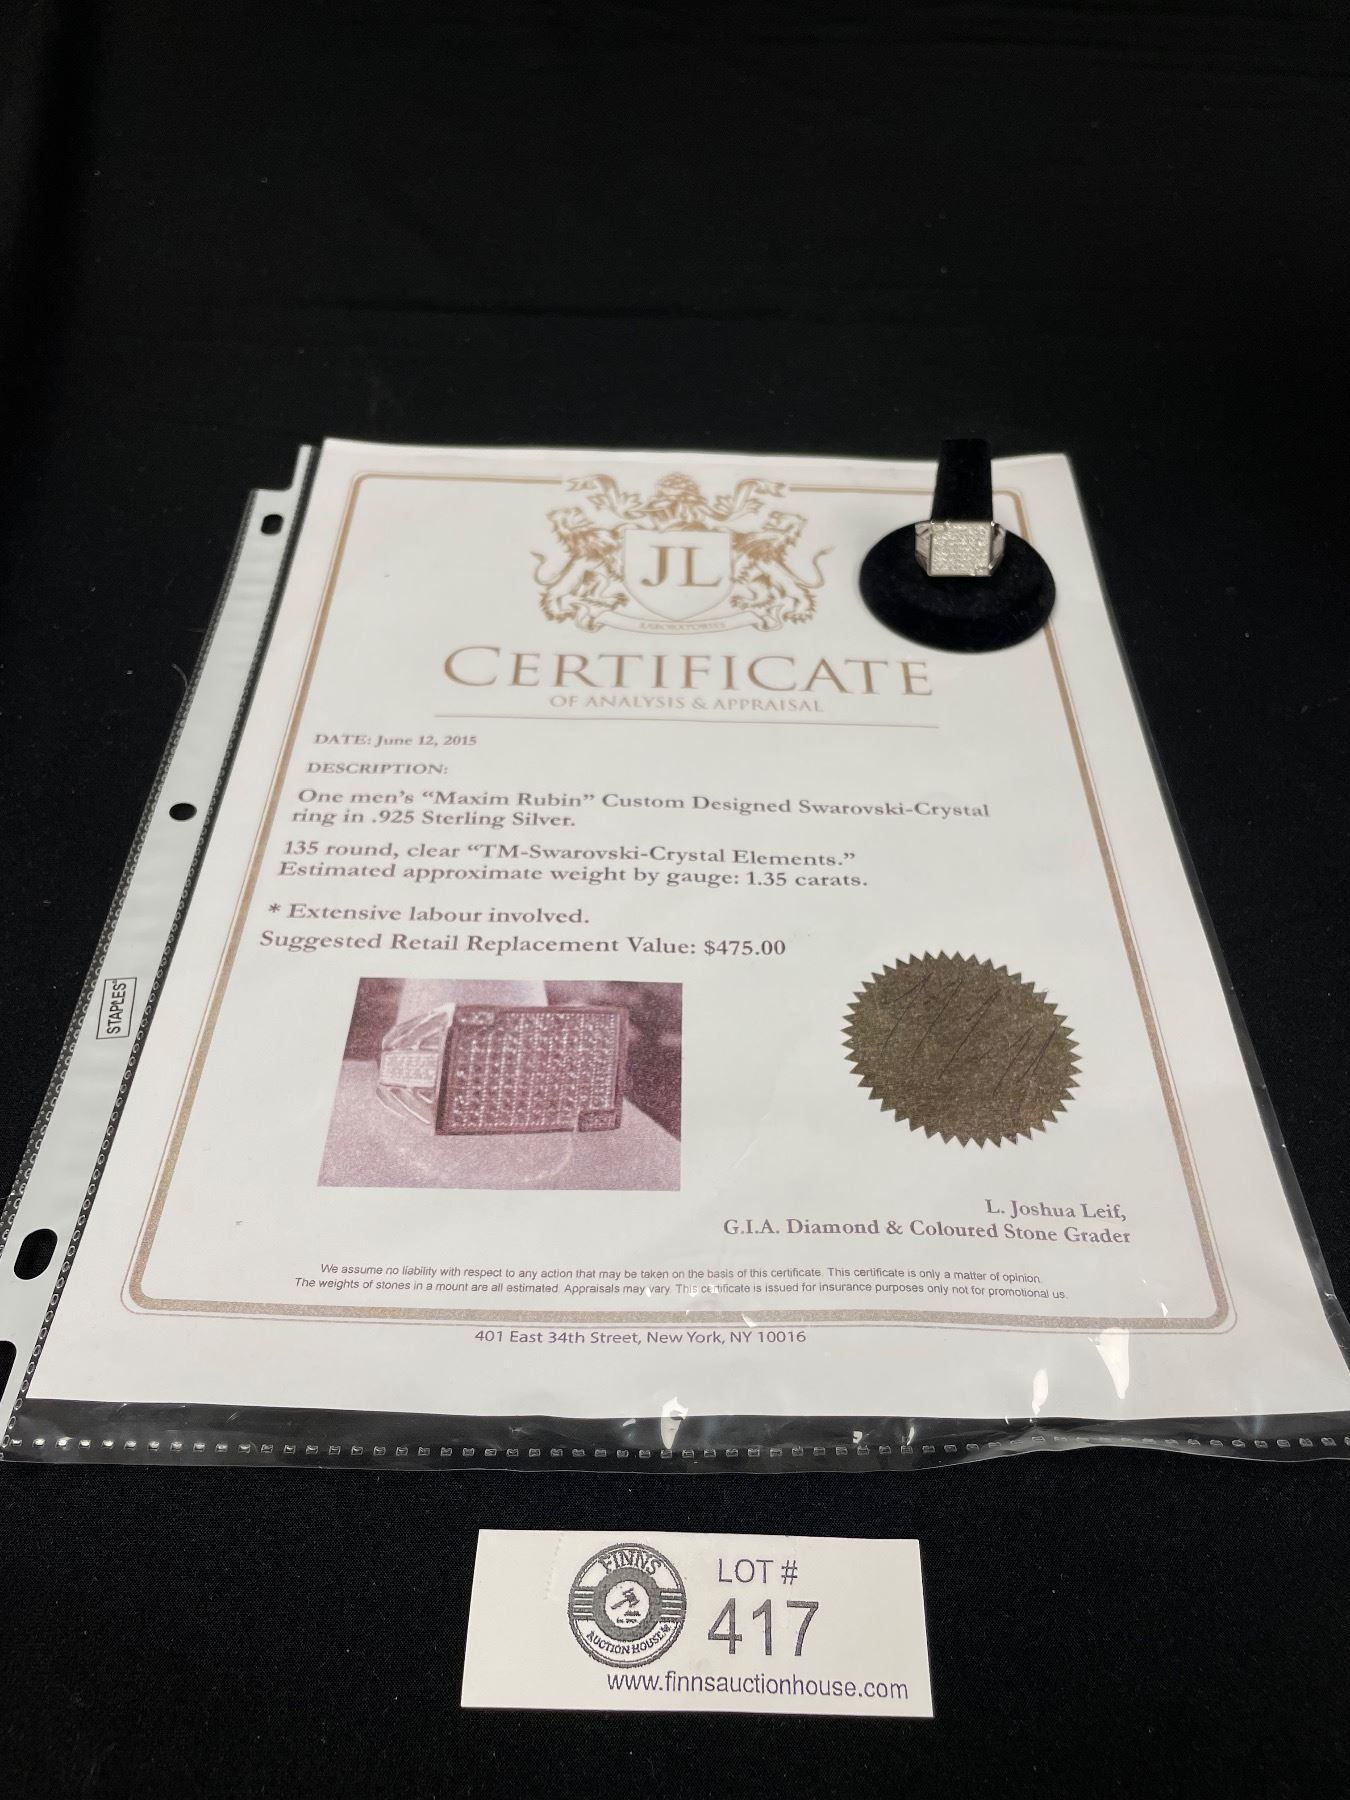 JL
LABORATORIES
CERTIFICATE
OF ANALYSIS & APPRAISAL
DATE: June 12, 2015
DESCRIPTION:
One men's “Maxim Rubin” Custom Designed Swarovski-Crystal
ring in .925 Sterling Silver.
135 round, clear “TM-Swarovski-Crystal Elements.”
Estimated approximate weight by gauge: 1.35 carats.
* Extensive labour involved.
Suggested Retail Replacement Value: $475.00
STAPLES
L. Joshua Leif,
G.I.A. Diamond & Coloured Stone Grader
We assume no liability with respect to any action that may be taken on the basis of this certificate. This certificate is only a matter of opinion.
The weights of stones in a mount are all estimated. Appraisals may vary. This certificate is issued for insurance purposes only not for promotional us.
401 East 34th Street, New York, NY 10016
FINNS
AUCTION HOUSE
LOT #
417
www.finnsauctionhouse.com